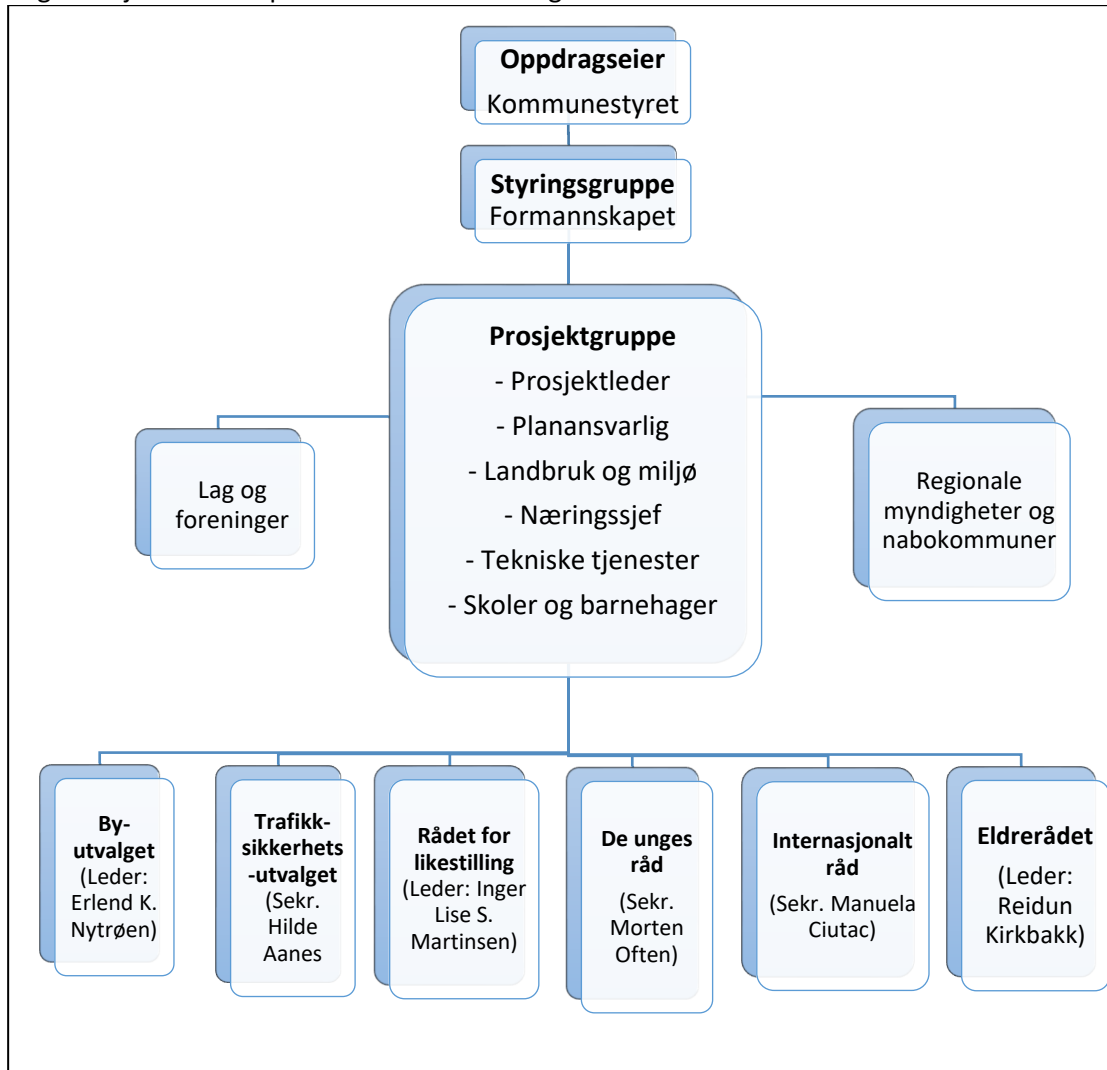 Oppdragseier
Kommunestyret
Styringsgruppe
Formannskapet
Prosjektgruppe
- Prosjektleder
- Planansvarlig
- Landbruk og miljø
- Næringssjef
- Tekniske tjenester
- Skoler og barnehager
Lag og
foreninger
Regionale
myndigheter og
nabokommuner
By-
utvalget
(Leder:
Erlend K.
Nytrøen)
Trafikk-
sikkerhets
-utvalget
(Sekr.
Hilde
Aanes
Rådet for
likestilling
(Leder: Inger
Lise S.
Martinsen)
De unges
råd
(Sekr.
Morten
Often)
Internasjonalt
råd
(Sekr. Manuela
Ciutac)
Eldrerådet
(Leder:
Reidun
Kirkbakk)